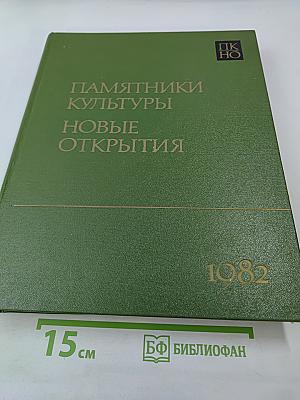 ПК
НО
ПАМЯТНИКИ
КУЛЬТУРЫ
НОВЫЕ
ОТКРЫТИЯ
1982
15 см
БФ БИБЛИОФАН